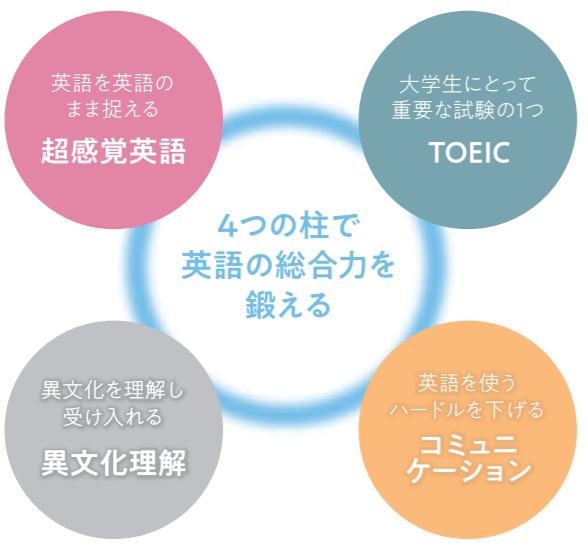 英語を英語の
まま捉える
超感覚英語
大学生にとって
重要な試験の1つ
TOEIC
4つの柱で
英語の総合力を
鍛える
異文化を理解し
受け入れる
異文化理解
英語を使う
ハードルを下げる
コミュニ
ケーション